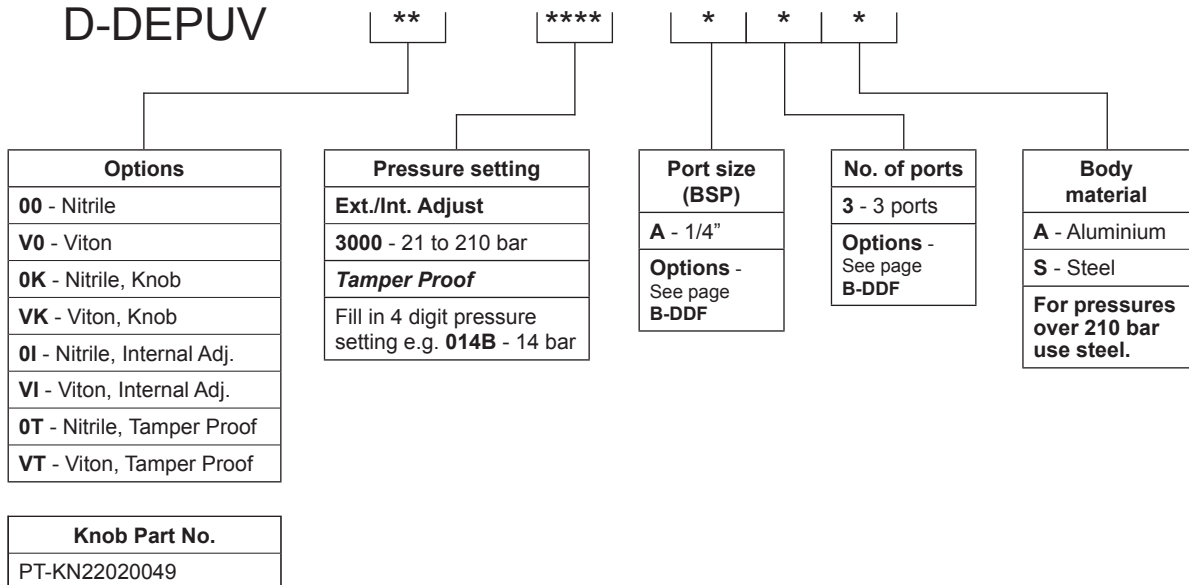 D-DEPUV ** **** * * *
Options
00 - Nitrile
V0 - Viton
0K - Nitrile, Knob
VK - Viton, Knob
0I - Nitrile, Internal Adj.
VI - Viton, Internal Adj.
0T - Nitrile, Tamper Proof
VT - Viton, Tamper Proof
Pressure setting
Ext./Int. Adjust
3000 - 21 to 210 bar
Tamper Proof
Fill in 4 digit pressure
setting e.g. 014B - 14 bar
Port size
(BSP)
A - 1/4”
Options -
See page
B-DDF
No. of ports
3 - 3 ports
Options -
See page
B-DDF
Body
material
A - Aluminium
S - Steel
For pressures
over 210 bar
use steel.
Knob Part No.
PT-KN22020049